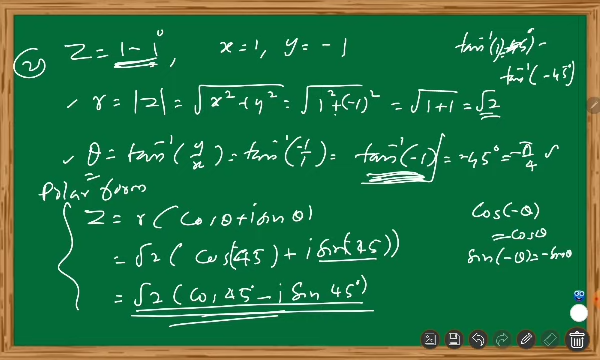 ② Z = 1 - i, x = 1, y = -1
r = |Z| = √x² + y² = √1² + (-1)² = √1+1 = √2
θ = tan⁻¹(y/x) = tan⁻¹(-1/1) = tan⁻¹(-1) = -45° = -π/4
Polar form
Z = r(cosθ + i sinθ)
= √2 (cos(45) + i sin(45))
= √2 (cos 45° - i sin 45°)
tan⁻¹(-45°)
cos(-θ)
= cosθ
sin(-θ) = -sinθ